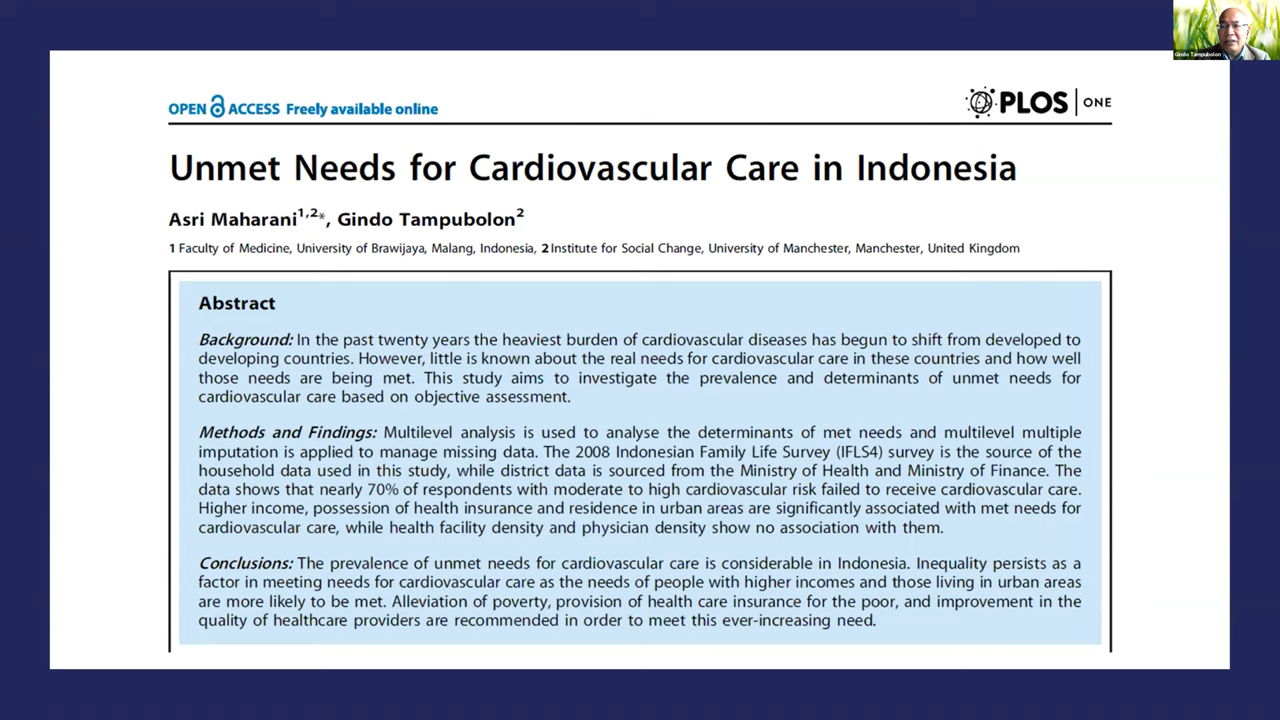 Gindo Tampubolon
OPEN ACCESS Freely available online
PLOS ONE
Unmet Needs for Cardiovascular Care in Indonesia
Asri Maharani1,2*, Gindo Tampubolon2
1 Faculty of Medicine, University of Brawijaya, Malang, Indonesia, 2 Institute for Social Change, University of Manchester, Manchester, United Kingdom
Abstract
Background: In the past twenty years the heaviest burden of cardiovascular diseases has begun to shift from developed to
developing countries. However, little is known about the real needs for cardiovascular care in these countries and how well
those needs are being met. This study aims to investigate the prevalence and determinants of unmet needs for
cardiovascular care based on objective assessment.
Methods and Findings: Multilevel analysis is used to analyse the determinants of met needs and multilevel multiple
imputation is applied to manage missing data. The 2008 Indonesian Family Life Survey (IFLS4) survey is the source of the
household data used in this study, while district data is sourced from the Ministry of Health and Ministry of Finance. The
data shows that nearly 70% of respondents with moderate to high cardiovascular risk failed to receive cardiovascular care.
Higher income, possession of health insurance and residence in urban areas are significantly associated with met needs for
cardiovascular care, while health facility density and physician density show no association with them.
Conclusions: The prevalence of unmet needs for cardiovascular care is considerable in Indonesia. Inequality persists as a
factor in meeting needs for cardiovascular care as the needs of people with higher incomes and those living in urban areas
are more likely to be met. Alleviation of poverty, provision of health care insurance for the poor, and improvement in the
quality of healthcare providers are recommended in order to meet this ever-increasing need.